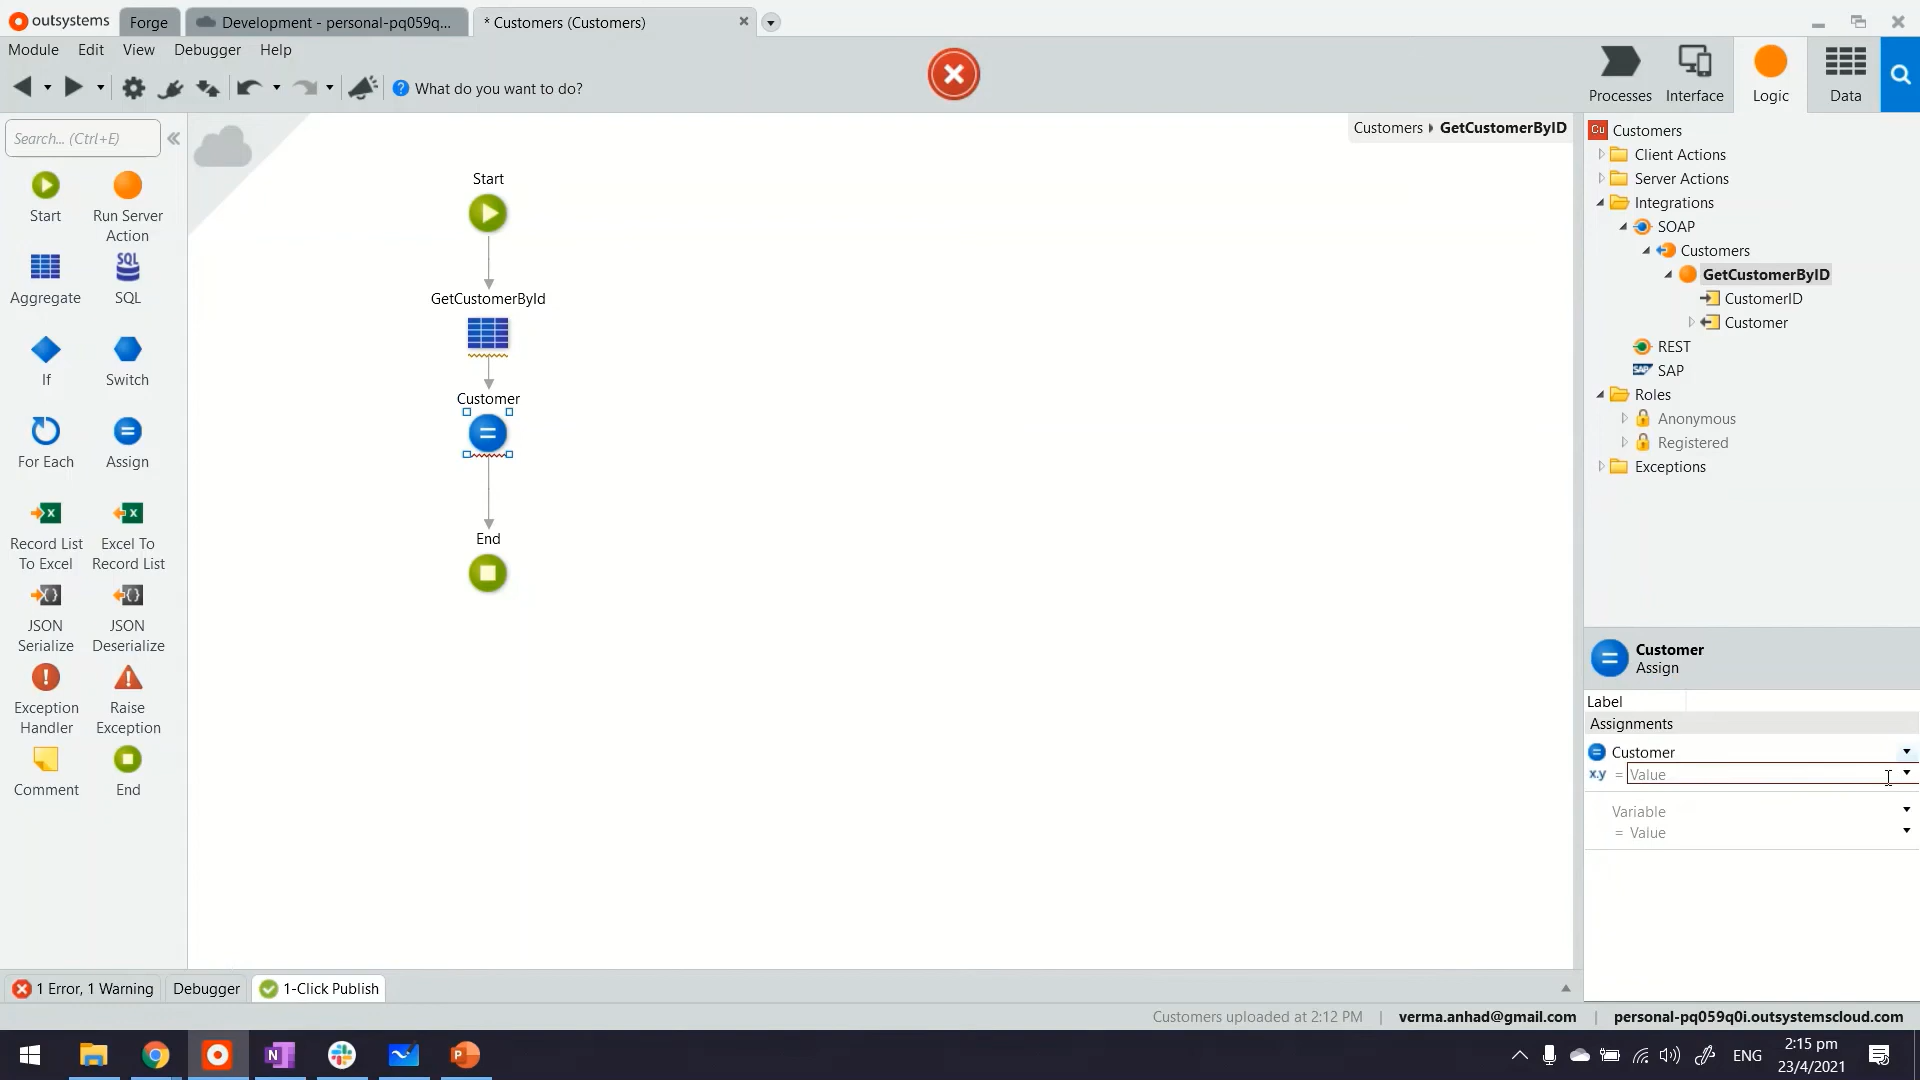 outsystems
Forge
Development - personal-pq059q...
* Customers (Customers)
Module
Edit
View
Debugger
Help
What do you want to do?
Processes
Interface
Logic
Data
Search... (Ctrl+E)
Start
Run Server
Action
Aggregate
SQL
SQL
If
Switch
For Each
Assign
Record List
To Excel
Excel To
Record List
JSON
Serialize
JSON
Deserialize
Exception
Handler
Raise
Exception
Comment
End
Customers
GetCustomerByID
Start
GetCustomerById
Customer
End
Cu Customers
Client Actions
Server Actions
Integrations
SOAP
Customers
GetCustomerByID
CustomerID
Customer
REST
SAP SAP
Roles
Anonymous
Registered
Exceptions
Customer
Assign
Label
Assignments
Customer
x.y = Value
Variable
= Value
1 Error, 1 Warning
Debugger
1-Click Publish
Customers uploaded at 2:12 PM | verma.anhad@gmail.com | personal-pq059q0i.outsystemscloud.com
N
P
ENG
2:15 pm
23/4/2021